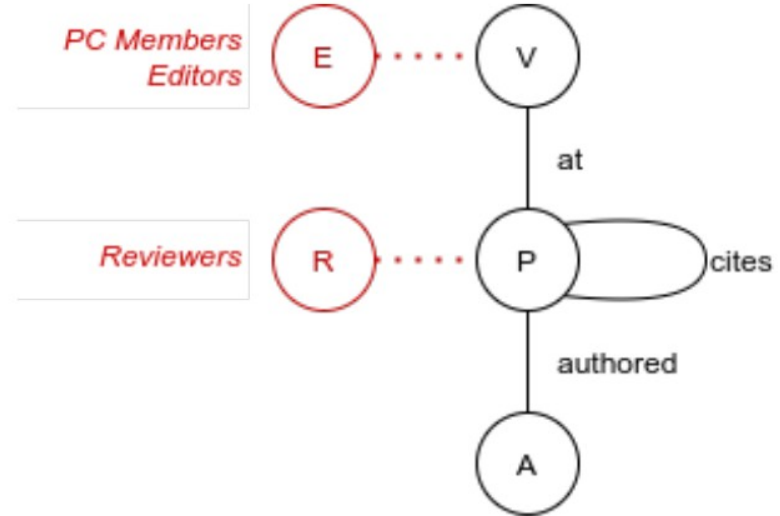 PC Members
Editors
E
V
at
Reviewers
R
P
cites
authored
A